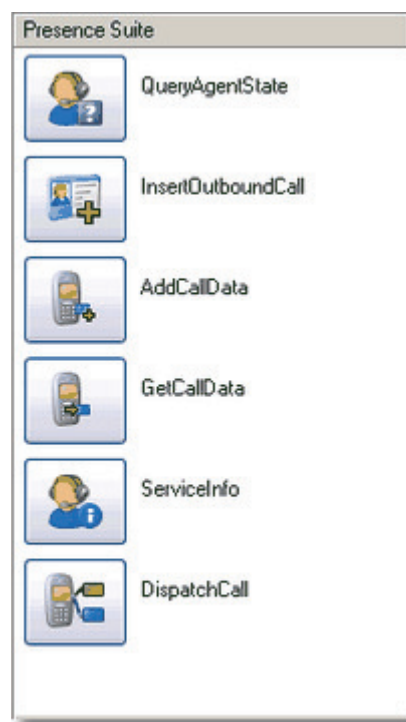 Presence Suite
QueryAgentState
InsertOutboundCall
AddCallData
GetCallData
ServiceInfo
DispatchCall